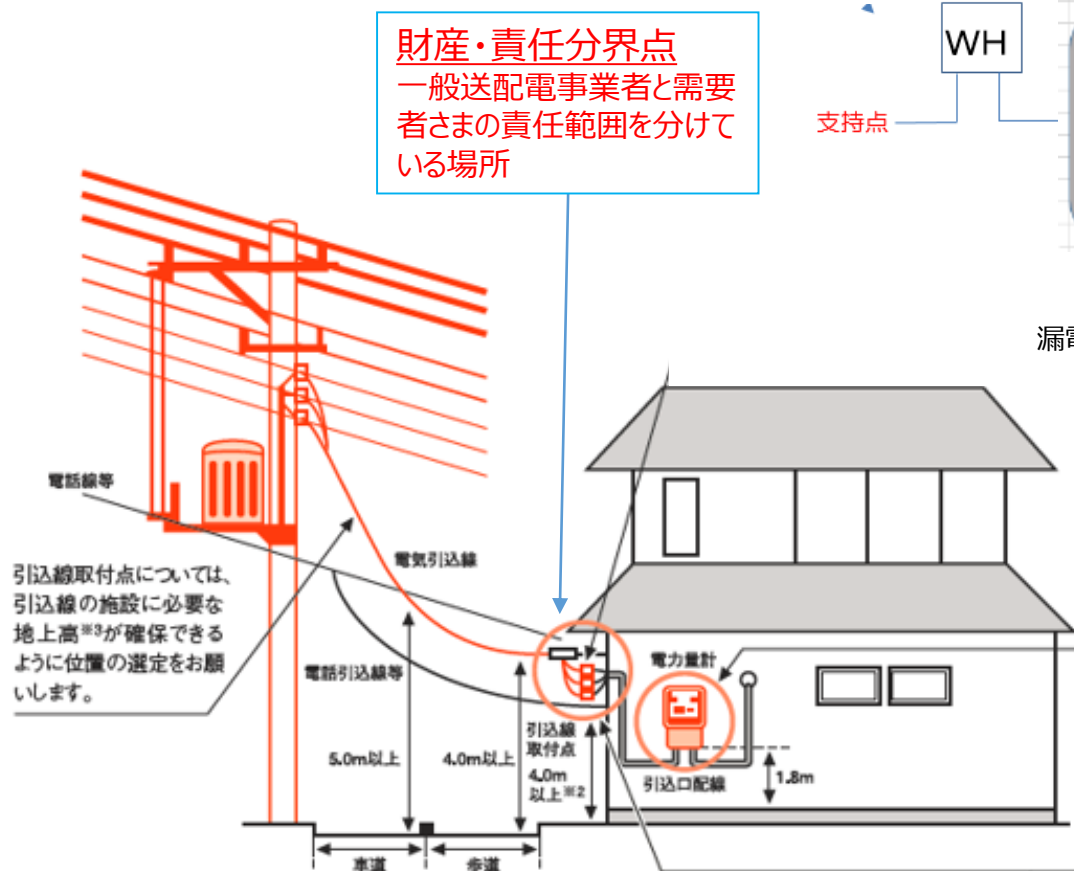 財産・責任分界点
一般送配電事業者と需要
者さまの責任範囲を分けて
いる場所
WH
支持点
漏電
電話線等
電気引込線
引込線取付点については、
引込線の施設に必要な
地上高※3が確保できる
ように位置の選定をお願
いします。
電話引込線等
電力量計
引込線
取付点
4.0m
以上※2
5.0m以上
4.0m以上
引込口配線
1.8m
車道
歩道